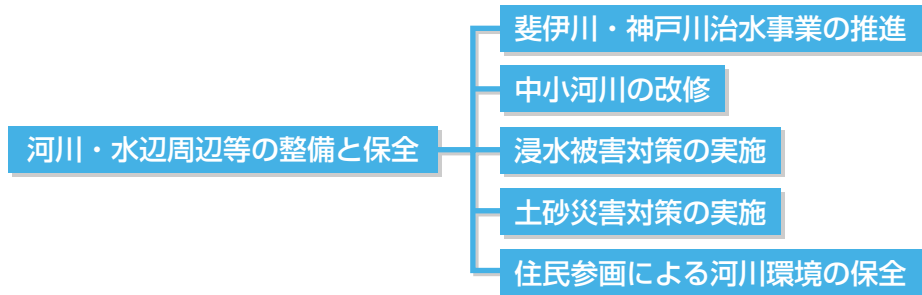 河川・水辺周辺等の整備と保全
斐伊川・神戸川治水事業の推進
中小河川の改修
浸水被害対策の実施
土砂災害対策の実施
住民参画による河川環境の保全